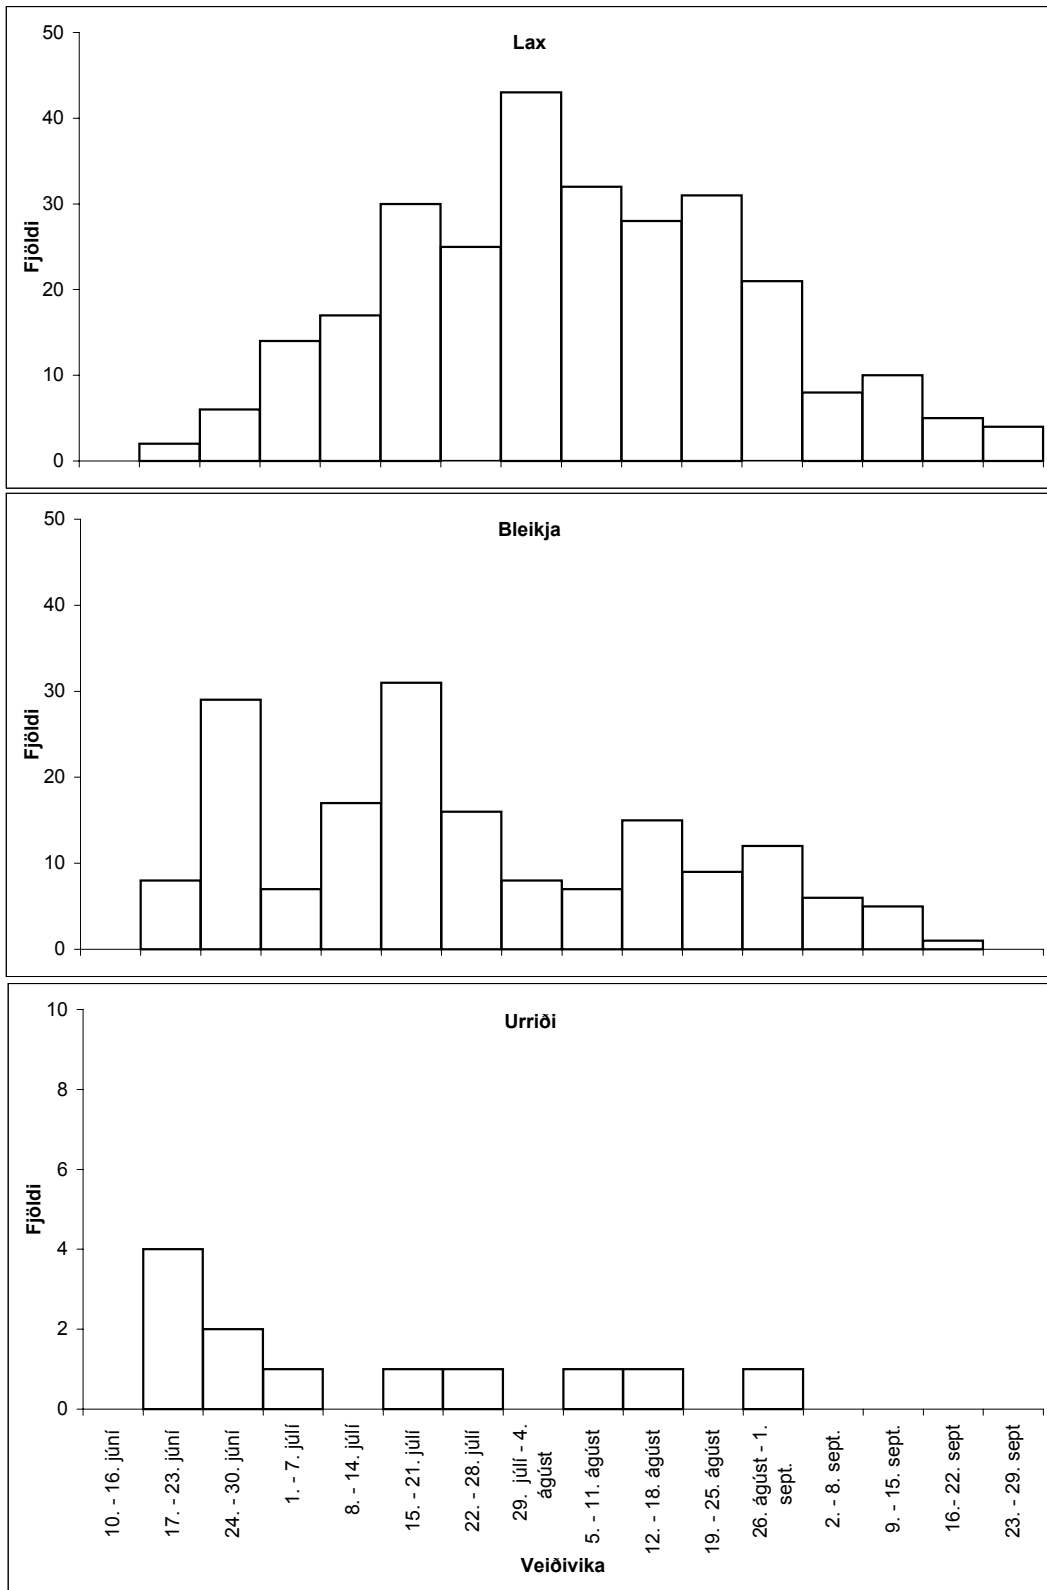 Lax
50
40
30
20
10
0
Fjöldi
Bleikja
50
40
30
20
10
0
Fjöldi
Urriði
10
8
6
4
2
0
Fjöldi
10. - 16. júní
17. - 23. júní
24. - 30. júní
1. - 7. júlí
8. - 14. júlí
15. - 21. júlí
22. - 28. júlí
29. júlí - 4.
ágúst
5. - 11. ágúst
12. - 18. ágúst
19. - 25. ágúst
26. ágúst - 1.
sept.
2. - 8. sept.
9. - 15. sept.
16.- 22. sept
23. - 29. sept
Veiðivika